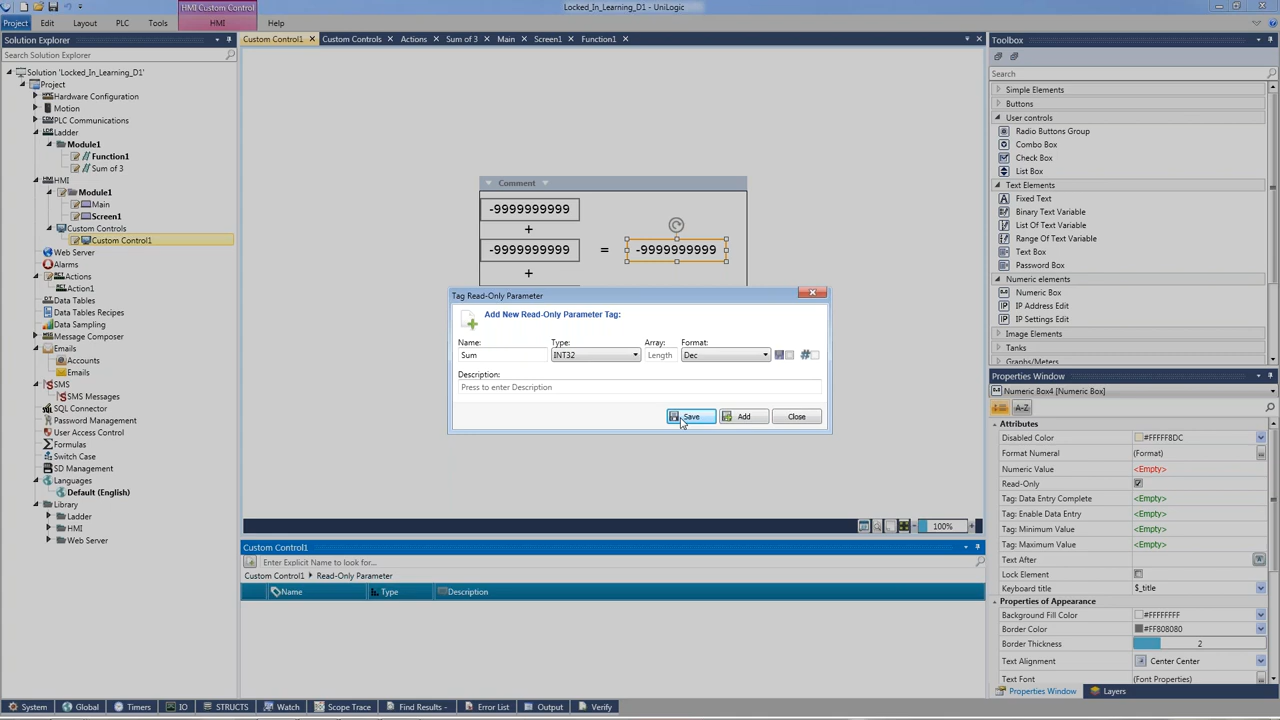 HMI Custom Control
Locked_In_Learning_D1* - UniLogic
Project Edit Layout PLC Tools HMI Help
Solution Explorer
Search Solution Explorer
Solution 'Locked_In_Learning_D1'
Project
Hardware Configuration
Motion
PLC Communications
Ladder
Module1
Function1
Sum of 3
HMI
Module1
Main
Screen1
Custom Controls
Custom Control1
Web Server
Alarms
Actions
Action1
Data Tables
Data Tables Recipes
Data Sampling
Message Composer
Emails
Accounts
Emails
SMS
SMS Messages
SQL Connector
Password Management
User Access Control
Formulas
Switch Case
SD Management
Languages
Default (English)
Library
Ladder
HMI
Web Server
Custom Control1 Custom Controls Actions Sum of 3 Main Screen1 Function1
Comment
-9999999999
+
-9999999999 = -9999999999
+
Tag Read-Only Parameter
Add New Read-Only Parameter Tag:
Name: Type: Array: Format:
Sum INT32 Length Dec
Description:
Press to enter Description
Save Add Close
100%
Custom Control1
Enter Explicit Name to look for...
Custom Control1 Read-Only Parameter
Name Type Description
Toolbox
Search
Simple Elements
Buttons
User controls
Radio Buttons Group
Combo Box
Check Box
List Box
Text Elements
Fixed Text
Binary Text Variable
List Of Text Variable
Range Of Text Variable
Text Box
Password Box
Numeric elements
Numeric Box
IP Address Edit
IP Settings Edit
Image Elements
Tanks
Graphs/Meters
Properties Window
Numeric Box4 [Numeric Box]
A-Z
Attributes
Disabled Color #FFFFF8DC
Format Numeral (Format)
Numeric Value <Empty>
Read-Only
Tag: Data Entry Complete <Empty>
Tag: Enable Data Entry <Empty>
Tag: Minimum Value <Empty>
Tag: Maximum Value <Empty>
Text After
Lock Element
Keyboard title $_title
Properties of Appearance
Background Fill Color #FFFFFFFF
Border Color #FF808080
Border Thickness 2
Text Alignment Center Center
Text Font (Font Properties)
Properties Window Layers
System Global Timers IO STRUCTS Watch Scope Trace Find Results - Error List Output Verify